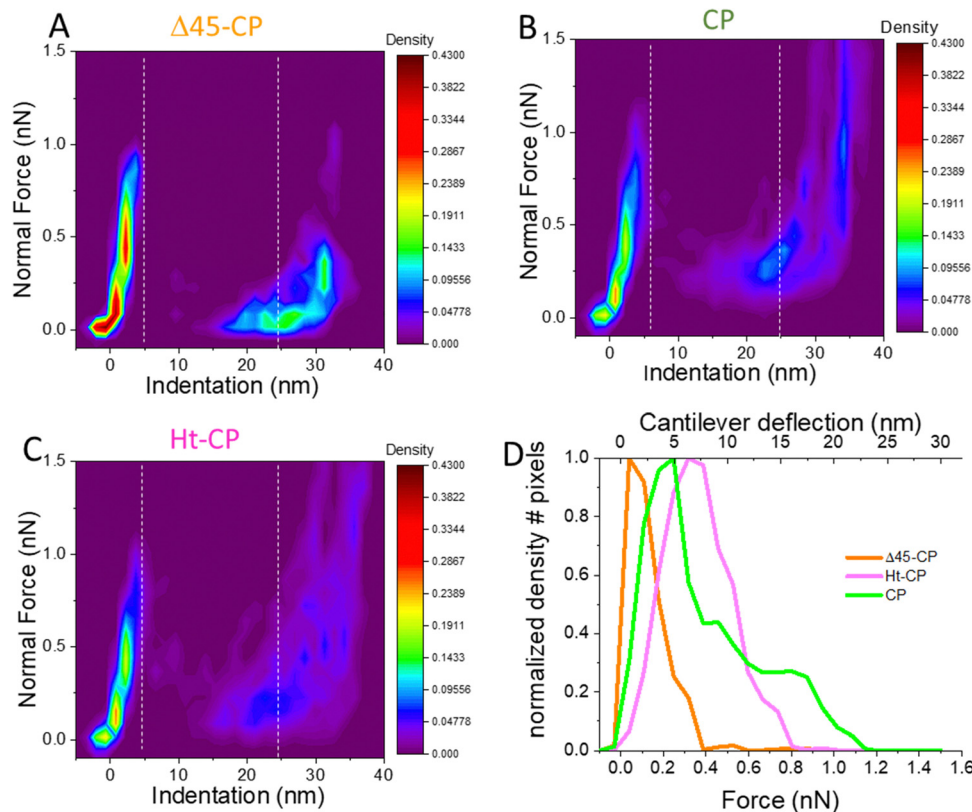 A
Δ45-CP
Density
1.5
1.0
0.5
0.0
Normal Force (nN)
0 10 20 30 40
Indentation (nm)
0.4300
0.3822
0.3344
0.2867
0.2389
0.1911
0.1433
0.09556
0.04778
0.000
B
CP
Density
1.5
1.0
0.5
0.0
Normal Force (nN)
0 10 20 30 40
Indentation (nm)
0.4300
0.3822
0.3344
0.2867
0.2389
0.1911
0.1433
0.09556
0.04778
0.000
C
Ht-CP
Density
1.5
1.0
0.5
0.0
Normal Force (nN)
0 10 20 30 40
Indentation (nm)
0.4300
0.3822
0.3344
0.2867
0.2389
0.1911
0.1433
0.09556
0.04778
0.000
Cantilever deflection (nm)
0 5 10 15 20 25 30
D
1.0
0.8
0.6
0.4
0.2
0.0
normalized density # pixels
Δ45-CP
Ht-CP
CP
0.0 0.2 0.4 0.6 0.8 1.0 1.2 1.4 1.6
Force (nN)